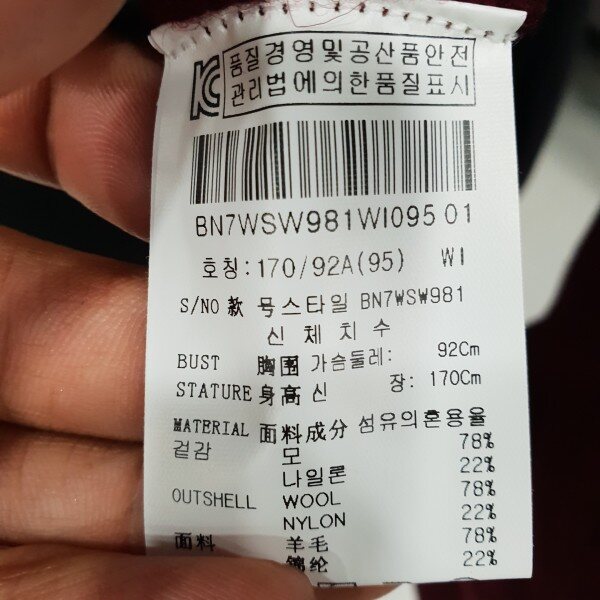 품질경영및공산품안전
관리법에의한품질표시
BN7WSW981WI095 01
호칭:170/92A(95) WI
S/NO 款 号스타일 BN7WSW981
신 체 치 수
BUST 胸围 가슴둘레: 92Cm
STATURE 身高 신 장: 170Cm
MATERIAL 面料成分 섬유의혼용율
겉감 모 78%
나일론 22%
OUTSHELL WOOL 78%
NYLON 22%
面料 羊毛 78%
锦纶 22%